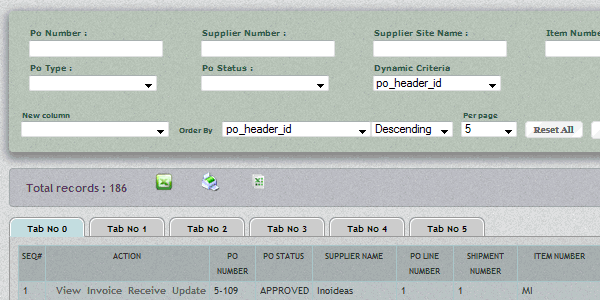 Po Number : Supplier Number : Supplier Site Name : Item Numbe
Po Type : Po Status : Dynamic Criteria
po_header_id
New column Per page
Order By po_header_id Descending 5 Reset All
Total records : 186
Tab No 0 Tab No 1 Tab No 2 Tab No 3 Tab No 4 Tab No 5
SEQ# ACTION PO NUMBER PO STATUS SUPPLIER NAME PO LINE NUMBER SHIPMENT NUMBER ITEM NUMBER
1 View Invoice Receive Update 5-109 APPROVED Inoideas 1 1 MI